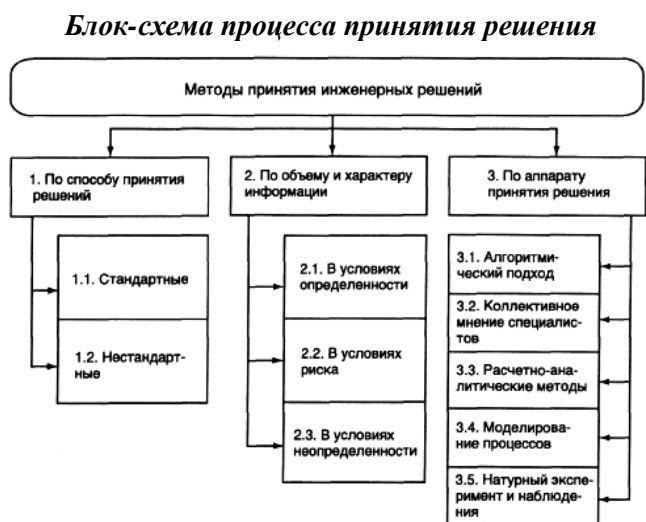 Блок-схема процесса принятия решения
Методы принятия инженерных решений
1. По способу принятия
решений
1.1. Стандартные
1.2. Нестандарт-
ные
2. По объему и характеру
информации
2.1. В условиях
определенности
2.2. В условиях
риска
2.3. В условиях
неопределенности
3. По аппарату
принятия решения
3.1. Алгоритми-
ческий подход
3.2. Коллективное
мнение специалис-
тов
3.3. Расчетно-ана-
литические методы
3.4. Моделирова-
ние процессов
3.5. Натурный экспе-
римент и наблюде-
ния